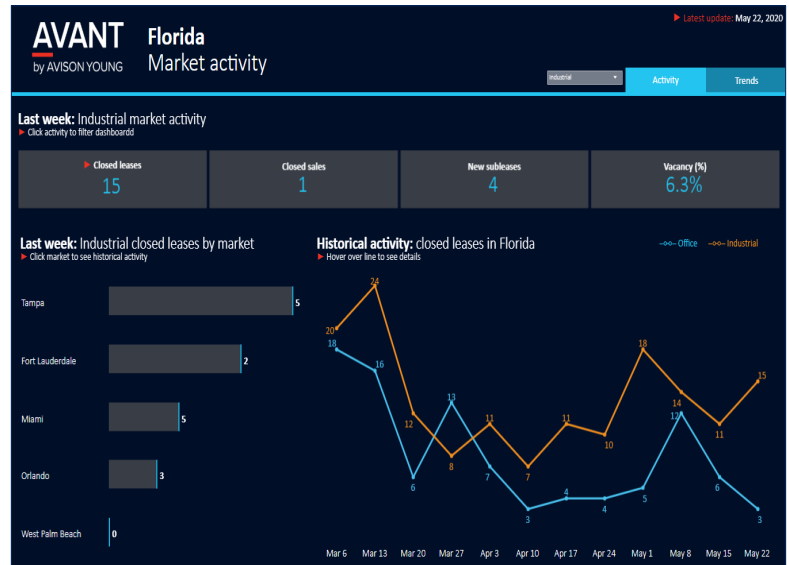 Latest update: May 22, 2020
AVANT
by AVISON YOUNG
Florida
Market activity
Industrial
Activity
Trends
Last week: Industrial market activity
Click activity to filter dashboardd
Closed leases
15
Closed sales
1
New subleases
4
Vacancy (%)
6.3%
Last week: Industrial closed leases by market
Click market to see historical activity
Tampa 5
Fort Lauderdale 2
Miami 5
Orlando 3
West Palm Beach 0
Historical activity: closed leases in Florida
Hover over line to see details
Office
Industrial
20 24 12 8 11 7 11 10 18 14 11 15
18 16 6 13 7 3 4 4 5 12 6 3
Mar 6 Mar 13 Mar 20 Mar 27 Apr 3 Apr 10 Apr 17 Apr 24 May 1 May 8 May 15 May 22